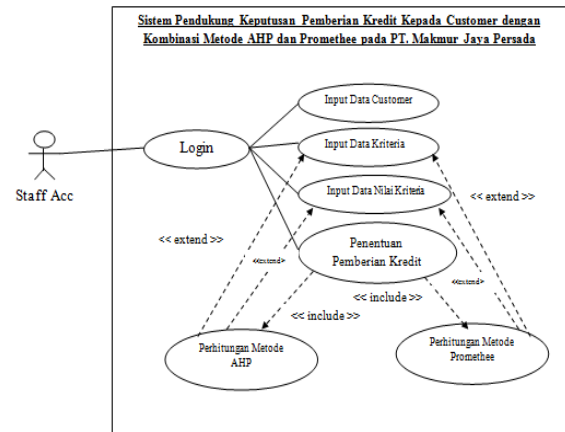 Sistem Pendukung Keputusan Pemberian Kredit Kepada Customer dengan
Kombinasi Metode AHP dan Promethee pada PT. Makmur Jaya Persada
Input Data Customer
Login
Input Data Kriteria
Staff Acc
Input Data Nilai Kriteria
<< extend >>
<< extend >>
Penentuan
Pemberian Kredit
<<extend>
<<extend>
<< include >>
<< include >>
Perhitungan Metode
AHP
Perhitungan Metode
Promethee